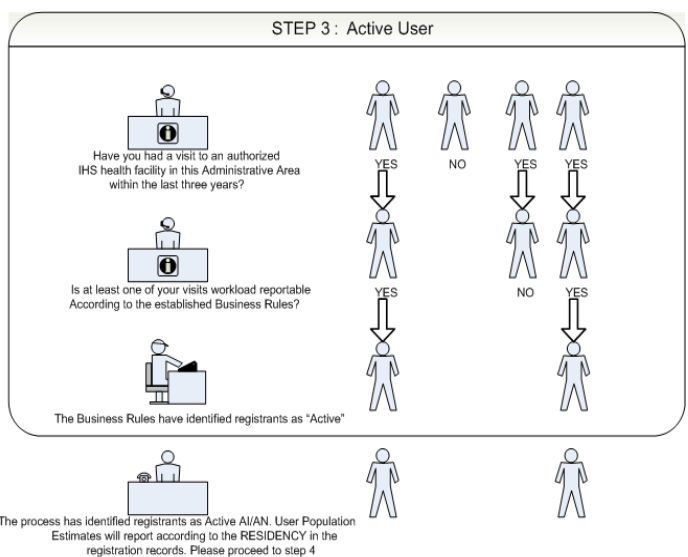 STEP 3 : Active User
Have you had a visit to an authorized
IHS health facility in this Administrative Area
within the last three years?
YES NO YES YES
Is at least one of your visits workload reportable
According to the established Business Rules?
YES NO YES
The Business Rules have identified registrants as "Active"
The process has identified registrants as Active AI/AN. User Population
Estimates will report according to the RESIDENCY in the
registration records. Please proceed to step 4